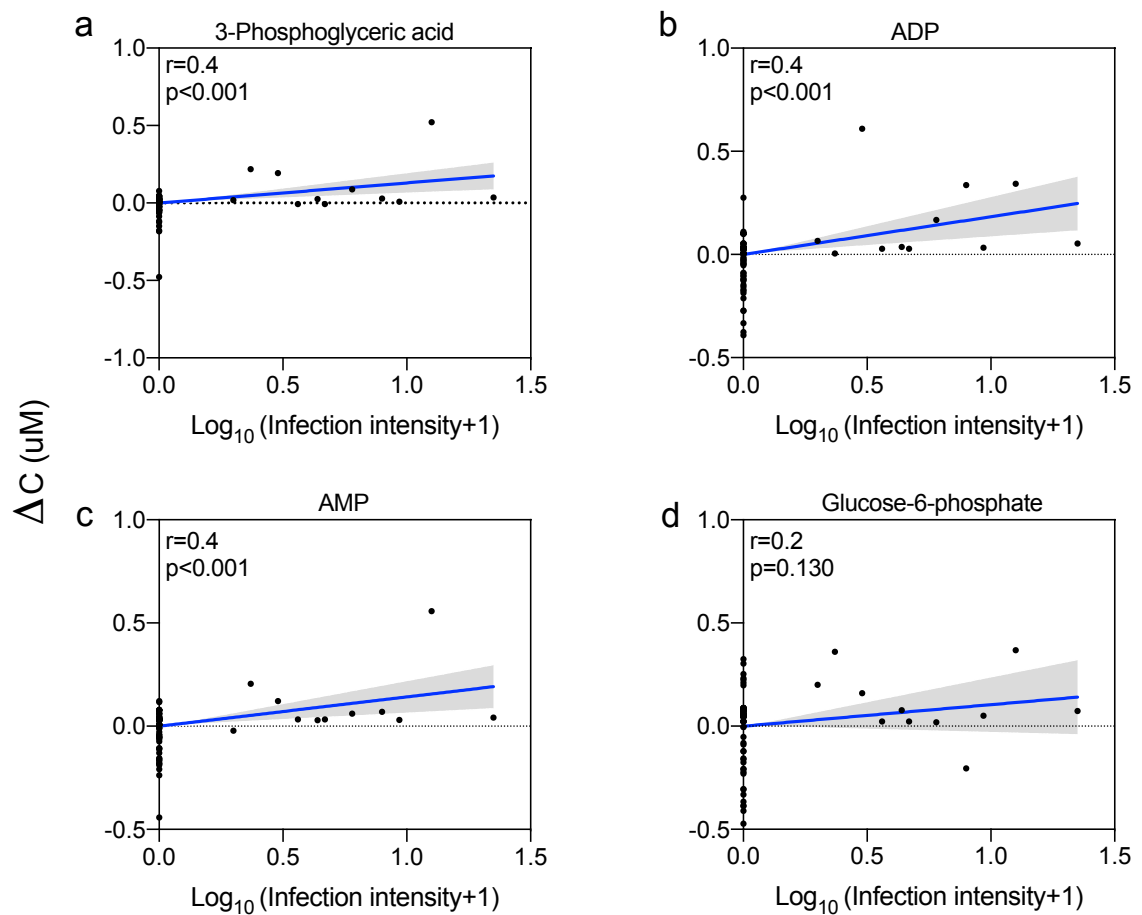 a
3-Phosphoglyceric acid
r=0.4
p<0.001
1.0
0.5
0.0
-0.5
-1.0
0.0 0.5 1.0 1.5
Log10 (Infection intensity+1)
b
ADP
r=0.4
p<0.001
1.0
0.5
0.0
-0.5
0.0 0.5 1.0 1.5
Log10 (Infection intensity+1)
ΔC (uM)
c
AMP
r=0.4
p<0.001
1.0
0.5
0.0
-0.5
0.0 0.5 1.0 1.5
Log10 (Infection intensity+1)
d
Glucose-6-phosphate
r=0.2
p=0.130
1.0
0.5
0.0
-0.5
0.0 0.5 1.0 1.5
Log10 (Infection intensity+1)